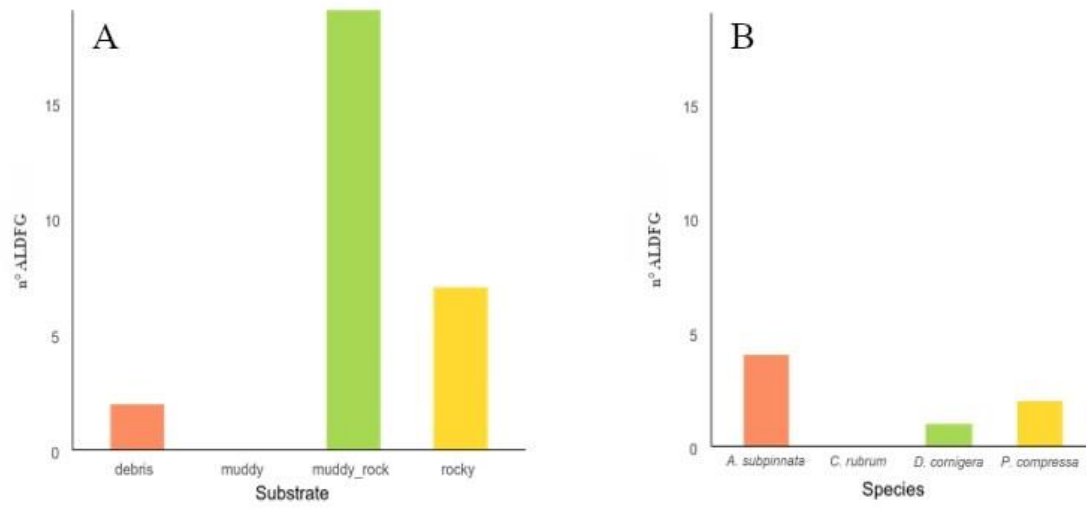 A
n° ALDFG
15
10
5
0
debris muddy muddy_rock rocky
Substrate
B
n° ALDFG
15
10
5
0
A. subpinnata C. rubrum D. cornigera P. compressa
Species